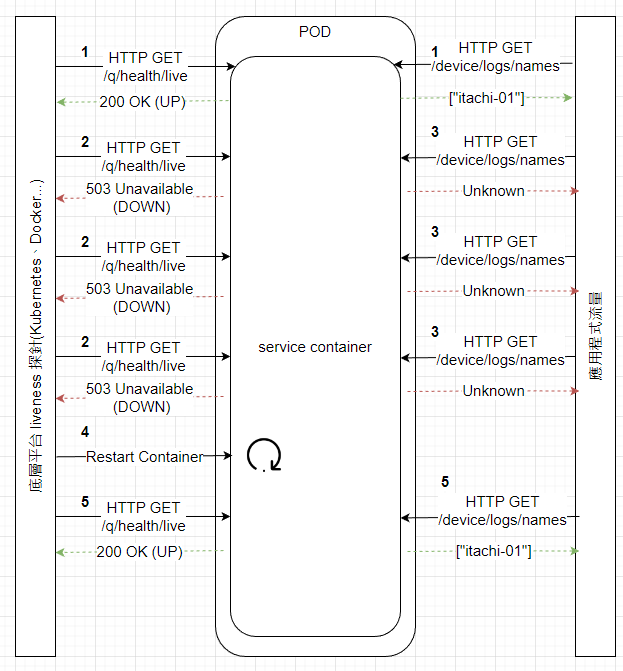 POD
1
HTTP GET
/q/health/live
200 OK (UP)
2
HTTP GET
/q/health/live
503 Unavailable
(DOWN)
2
HTTP GET
/q/health/live
503 Unavailable
(DOWN)
2
HTTP GET
/q/health/live
503 Unavailable
(DOWN)
4
Restart Container
5
HTTP GET
/q/health/live
200 OK (UP)
底層平台 liveness 探針(Kubernetes、Docker...)
service container
1
HTTP GET
/device/logs/names
["itachi-01"]
3
HTTP GET
/device/logs/names
Unknown
3
HTTP GET
/device/logs/names
Unknown
3
HTTP GET
/device/logs/names
Unknown
5
HTTP GET
/device/logs/names
["itachi-01"]
應用程式流量